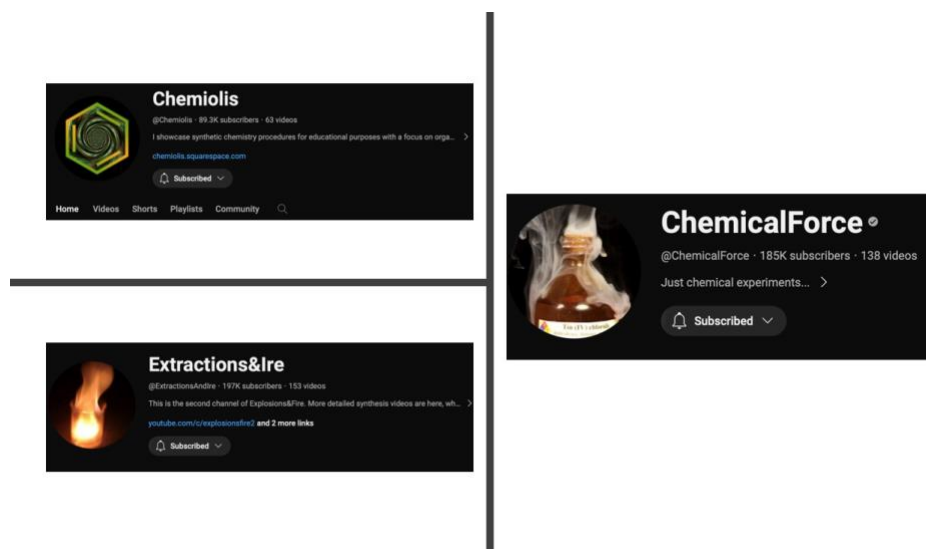 Chemiolis
@Chemiolis · 89.3K subscribers · 63 videos
I showcase synthetic chemistry procedures for educational purposes with a focus on orga...
chemiolis.squarespace.com
Subscribed
Home Videos Shorts Playlists Community
Extractions&Ire
@ExtractionsAndIre · 197K subscribers · 153 videos
This is the second channel of Explosions&Fire. More detailed synthesis videos are here, wh...
youtube.com/c/explosionsfire2 and 2 more links
Subscribed
ChemicalForce
@ChemicalForce · 185K subscribers · 138 videos
Just chemical experiments...
Subscribed